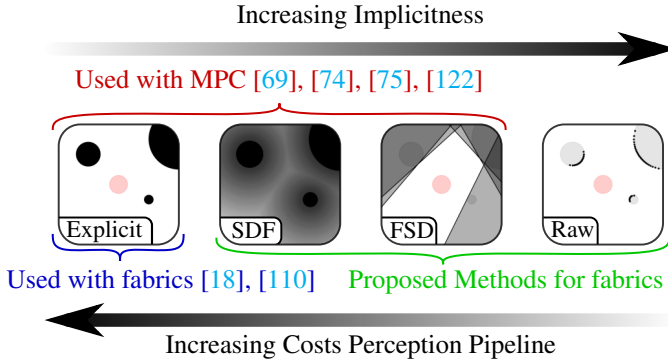 Increasing Implicitness
Used with MPC [69], [74], [75], [122]
Explicit
SDF
FSD
Raw
Used with fabrics [18], [110]
Proposed Methods for fabrics
Increasing Costs Perception Pipeline